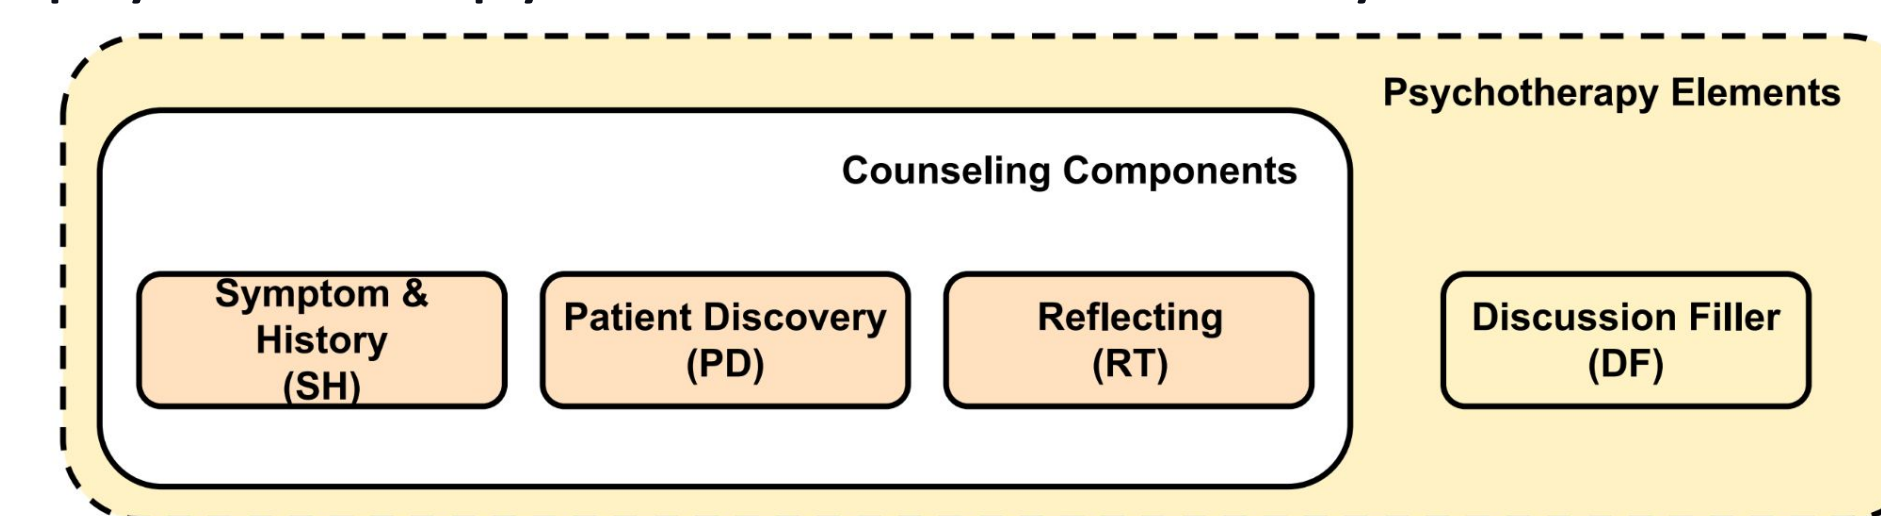 Psychotherapy Elements
Counseling Components
Symptom &
History
(SH)
Patient Discovery
(PD)
Reflecting
(RT)
Discussion Filler
(DF)